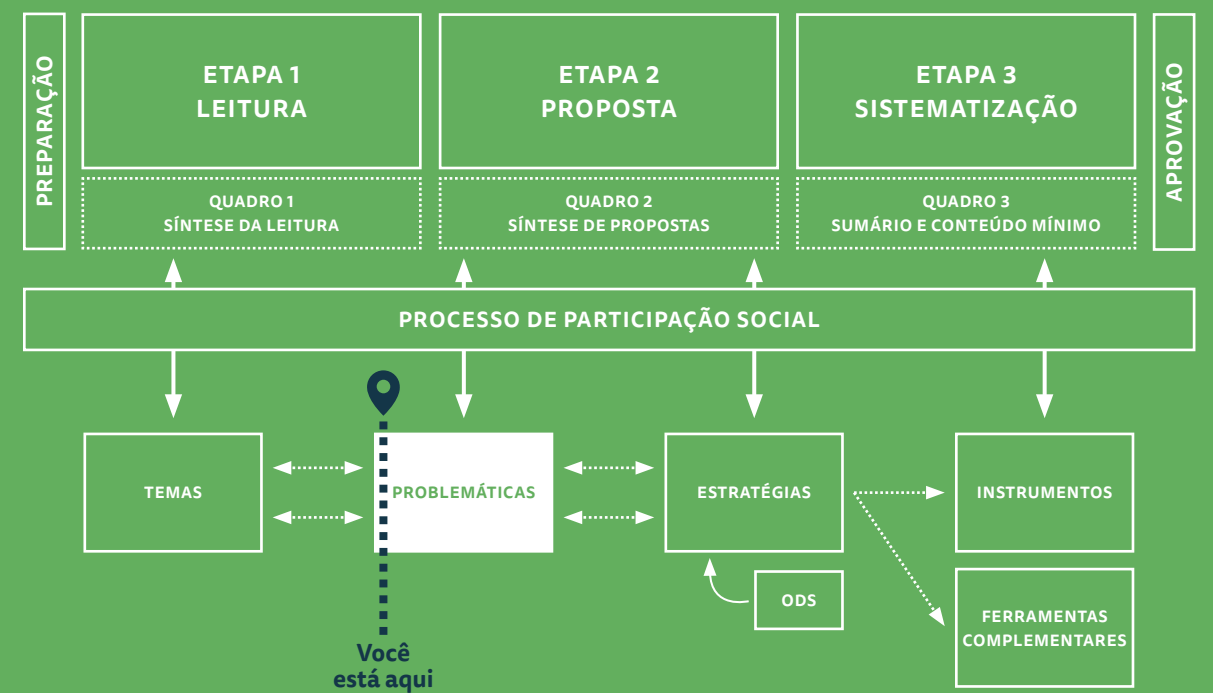 PREPARAÇÃO
ETAPA 1
LEITURA
ETAPA 2
PROPOSTA
ETAPA 3
SISTEMATIZAÇÃO
APROVAÇÃO
QUADRO 1
SÍNTESE DA LEITURA
QUADRO 2
SÍNTESE DE PROPOSTAS
QUADRO 3
SUMÁRIO E CONTEÚDO MÍNIMO
PROCESSO DE PARTICIPAÇÃO SOCIAL
TEMAS
PROBLEMÁTICAS
ESTRATÉGIAS
INSTRUMENTOS
ODS
FERRAMENTAS
COMPLEMENTARES
Você
está aqui